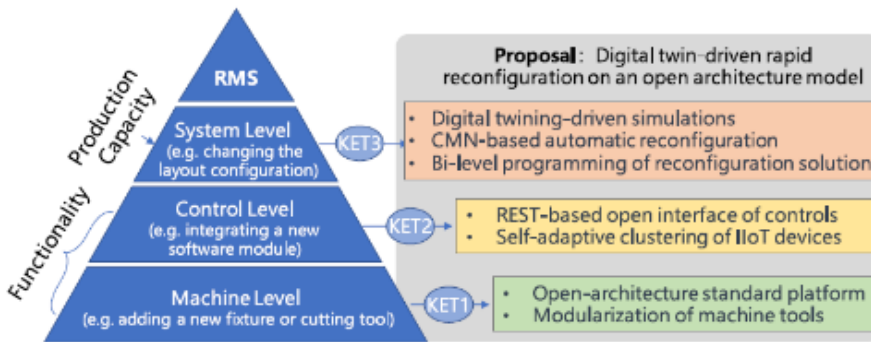 Proposal: Digital twin-driven rapid
reconfiguration on an open architecture model
RMS
Production
Capacity
System Level
(e.g. changing the
layout configuration)
KET3
• Digital twining-driven simulations
• CMN-based automatic reconfiguration
• Bi-level programming of reconfiguration solution
Functionality
Control Level
(e.g. integrating a new
software module)
KET2
• REST-based open interface of controls
• Self-adaptive clustering of IIoT devices
Machine Level
(e.g. adding a new fixture or cutting tool)
KET1
• Open-architecture standard platform
• Modularization of machine tools